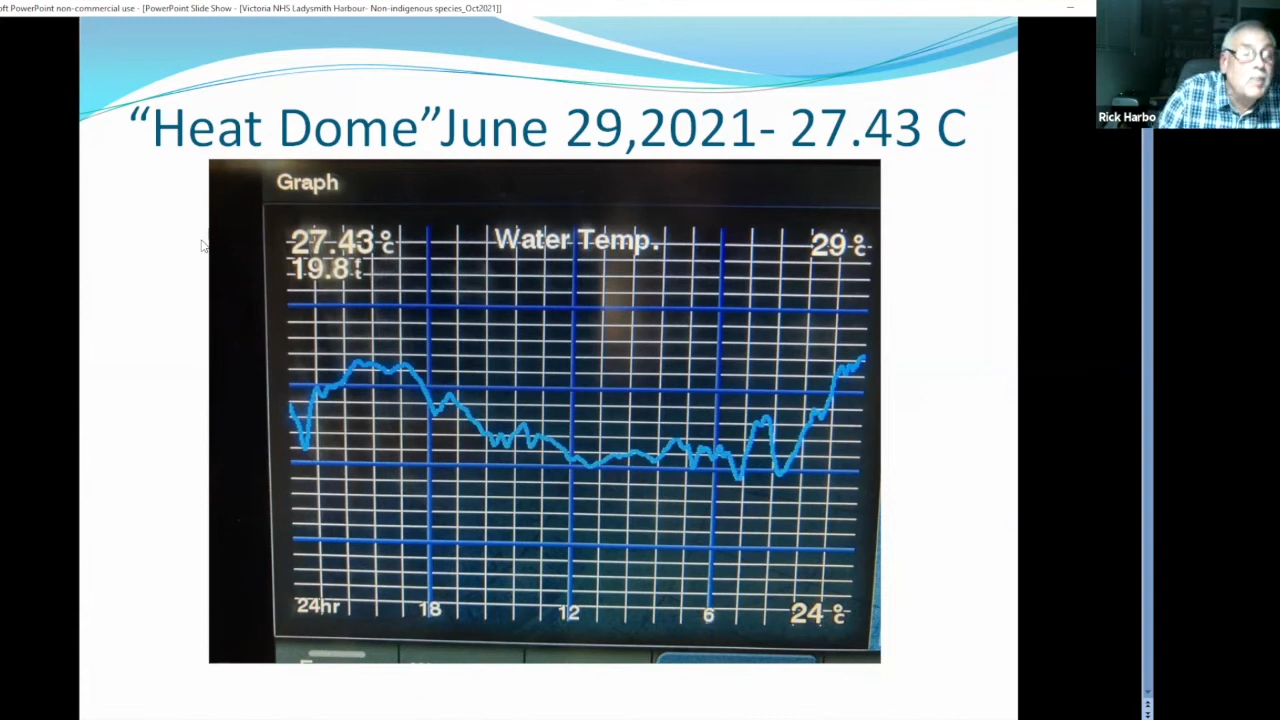 oft PowerPoint non-commercial use - [PowerPoint Slide Show - [Victoria NHS Ladysmith Harbour- Non-indigenous species_Oct2021]]
Rick Harbo
“Heat Dome”June 29,2021- 27.43 C
Graph
27.43 °C Water Temp. 29 °C
19.8 ft
24hr 18 12 6 24 °C